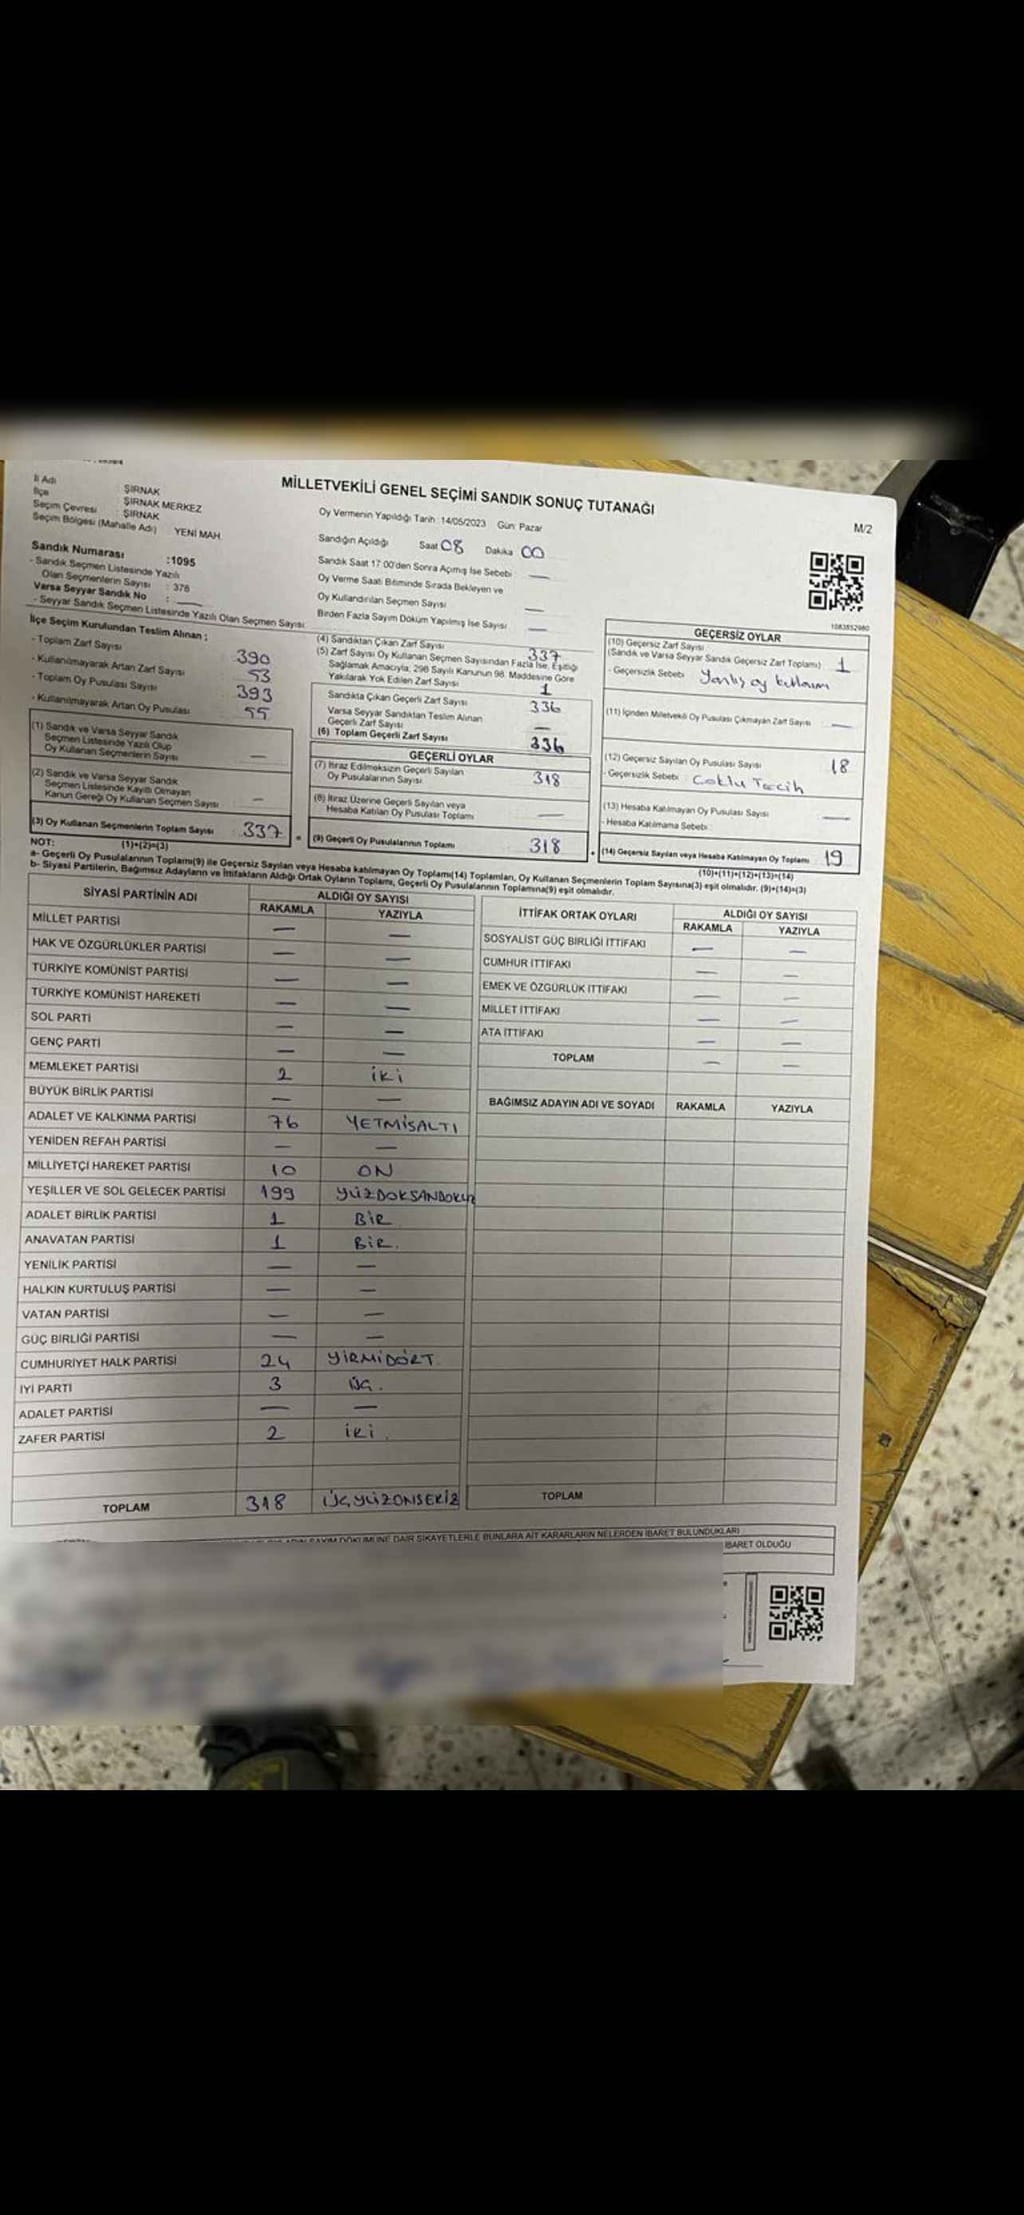 MİLLETVEKİLİ GENEL SEÇİMİ SANDIK SONUÇ TUTANAĞI
M/2
İl Adı : ŞIRNAK
İlçe : ŞIRNAK MERKEZ
Seçim Çevresi : ŞIRNAK
Seçim Bölgesi (Mahalle Adı) YENİ MAH.
Sandık Numarası :1095
- Sandık Seçmen Listesinde Yazılı
Olan Seçmenlerin Sayısı : 378
Varsa Seyyar Sandık No :
- Seyyar Sandık Seçmen Listesinde Yazılı Olan Seçmen Sayısı
Oy Vermenin Yapıldığı Tarih: 14/05/2023 Gün: Pazar
Sandığın Açıldığı Saat 08 Dakika 00
Sandık Saat 17.00'den Sonra Açımış İse Sebebi —
Oy Verme Saati Bitiminde Sırada Bekleyen ve
Oy Kullandırılan Seçmen Sayısı —
Birden Fazla Sayım Döküm Yapılmış İse Sayısı —
1083852980
İlçe Seçim Kurulundan Teslim Alınan ;
- Toplam Zarf Sayısı 390
- Kullanılmayarak Artan Zarf Sayısı 53
- Toplam Oy Pusulası Sayısı 393
- Kullanılmayarak Artan Oy Pusulası 55
(1) Sandık ve Varsa Seyyar Sandık
Seçmen Listesinde Yazılı Olup
Oy Kullanan Seçmenlerin Sayısı —
(2) Sandık ve Varsa Seyyar Sandık
Seçmen Listesinde Kayıtlı Olmayan
Kanun Gereği Oy Kullanan Seçmen Sayısı —
(3) Oy Kullanan Seçmenlerin Toplam Sayısı 337 =
(1)+(2)=(3)
(4) Sandıktan Çıkan Zarf Sayısı 337
(5) Zarf Sayısı Oy Kullanan Seçmen Sayısından Fazla İse, Eşitliği
Sağlamak Amacıyla, 298 Sayılı Kanunun 98. Maddesine Göre
Yakılarak Yok Edilen Zarf Sayısı 1
Sandıkta Çıkan Geçerli Zarf Sayısı 336
Varsa Seyyar Sandıktan Teslim Alınan
Geçerli Zarf Sayısı —
(6) Toplam Geçerli Zarf Sayısı 336
GEÇERLİ OYLAR
(7) İtiraz Edilmeksizin Geçerli Sayılan
Oy Pusulalarının Sayısı 318
(8) İtiraz Üzerine Geçerli Sayılan veya
Hesaba Katılan Oy Pusulası Toplamı —
(9) Geçerli Oy Pusulalarının Toplamı 318 +
GEÇERSİZ OYLAR
(10) Geçersiz Zarf Sayısı
(Sandık ve Varsa Seyyar Sandık Geçersiz Zarf Toplamı) 1
- Geçersizlik Sebebi Yanlış oy kullanım
(11) İçinden Milletvekili Oy Pusulası Çıkmayan Zarf Sayısı —
(12) Geçersiz Sayılan Oy Pusulası Sayısı 18
- Geçersizlik Sebebi Coklu Tercih
(13) Hesaba Katılmayan Oy Pusulası Sayısı —
- Hesaba Katılmama Sebebi
(14) Geçersiz Sayılan veya Hesaba Katılmayan Oy Toplamı 19
(10)+(11)+(12)+(13)=(14)
NOT:
a- Geçerli Oy Pusulalarının Toplamı(9) ile Geçersiz Sayılan veya Hesaba katılmayan Oy Toplamı(14) Toplamları, Oy Kullanan Seçmenlerin Toplam Sayısına(3) eşit olmalıdır. (9)+(14)=(3)
b- Siyasi Partilerin, Bağımsız Adayların ve İttifakların Aldığı Ortak Oyların Toplamı, Geçerli Oy Pusulalarının Toplamına(9) eşit olmalıdır.
SİYASİ PARTİNİN ADI ALDIĞI OY SAYISI
RAKAMLA YAZIYLA
MİLLET PARTİSİ — —
HAK VE ÖZGÜRLÜKLER PARTİSİ — —
TÜRKİYE KOMÜNİST PARTİSİ — —
TÜRKİYE KOMÜNİST HAREKETİ — —
SOL PARTİ — —
GENÇ PARTİ — —
MEMLEKET PARTİSİ 2 iki
BÜYÜK BİRLİK PARTİSİ — —
ADALET VE KALKINMA PARTİSİ 76 YETMİSALTI
YENİDEN REFAH PARTİSİ — —
MİLLİYETÇİ HAREKET PARTİSİ 10 ON
YEŞİLLER VE SOL GELECEK PARTİSİ 199 YÜZDOKSANDOKUZ
ADALET BİRLİK PARTİSİ 1 BİR
ANAVATAN PARTİSİ 1 BİR.
YENİLİK PARTİSİ — —
HALKIN KURTULUŞ PARTİSİ — —
VATAN PARTİSİ — —
GÜÇ BİRLİĞİ PARTİSİ — —
CUMHURİYET HALK PARTİSİ 24 YİRMİDÖRT
İYİ PARTİ 3 ÜÇ.
ADALET PARTİSİ — —
ZAFER PARTİSİ 2 iki.
TOPLAM 318 ÜÇYÜZONSEKİZ
İTTİFAK ORTAK OYLARI ALDIĞI OY SAYISI
RAKAMLA YAZIYLA
SOSYALİST GÜÇ BİRLİĞİ İTTİFAKI — —
CUMHUR İTTİFAKI — —
EMEK VE ÖZGÜRLÜK İTTİFAKI — —
MİLLET İTTİFAKI — —
ATA İTTİFAKI — —
TOPLAM — —
BAĞIMSIZ ADAYIN ADI VE SOYADI RAKAMLA YAZIYLA
TOPLAM
SAYIM DÖKÜMÜNE DAİR ŞİKAYETLERLE BUNLARA AİT KARARLARIN NELERDEN İBARET BULUNDUKLARI
İBARET OLDUĞU